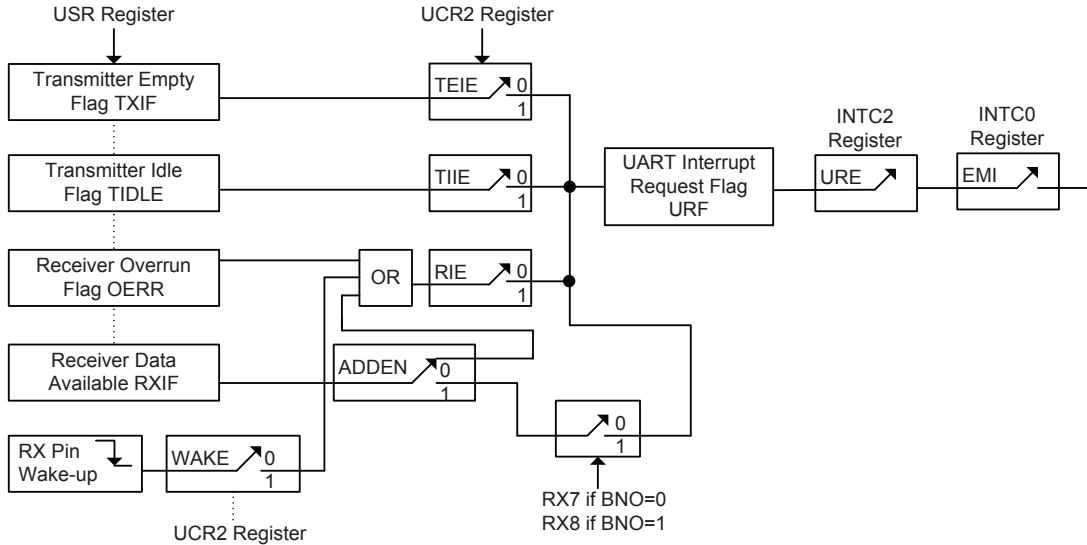 USR Register
UCR2 Register
Transmitter Empty
Flag TXIF
TEIE
0
1
INTC2
Register
INTC0
Register
Transmitter Idle
Flag TIDLE
TIIE
0
1
UART Interrupt
Request Flag
URF
URE
EMI
Receiver Overrun
Flag OERR
OR
RIE
0
1
Receiver Data
Available RXIF
ADDEN
0
1
0
1
RX Pin
Wake-up
WAKE
0
1
RX7 if BNO=0
RX8 if BNO=1
UCR2 Register